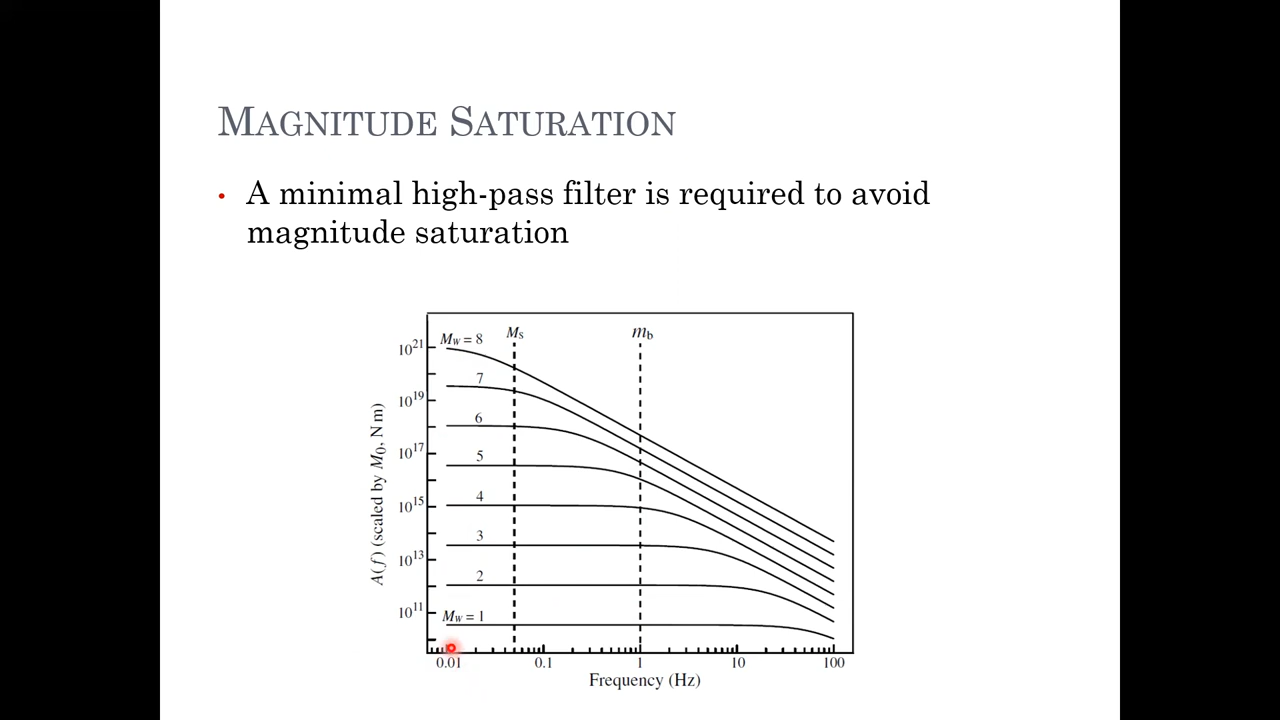 MAGNITUDE SATURATION
• A minimal high-pass filter is required to avoid
magnitude saturation
Mw = 8
Ms
mb
7
6
5
4
3
2
Mw = 1
10²¹
10¹⁹
10¹⁷
10¹⁵
10¹³
10¹¹
A(f) (scaled by M₀, N m)
0.01 0.1 1 10 100
Frequency (Hz)